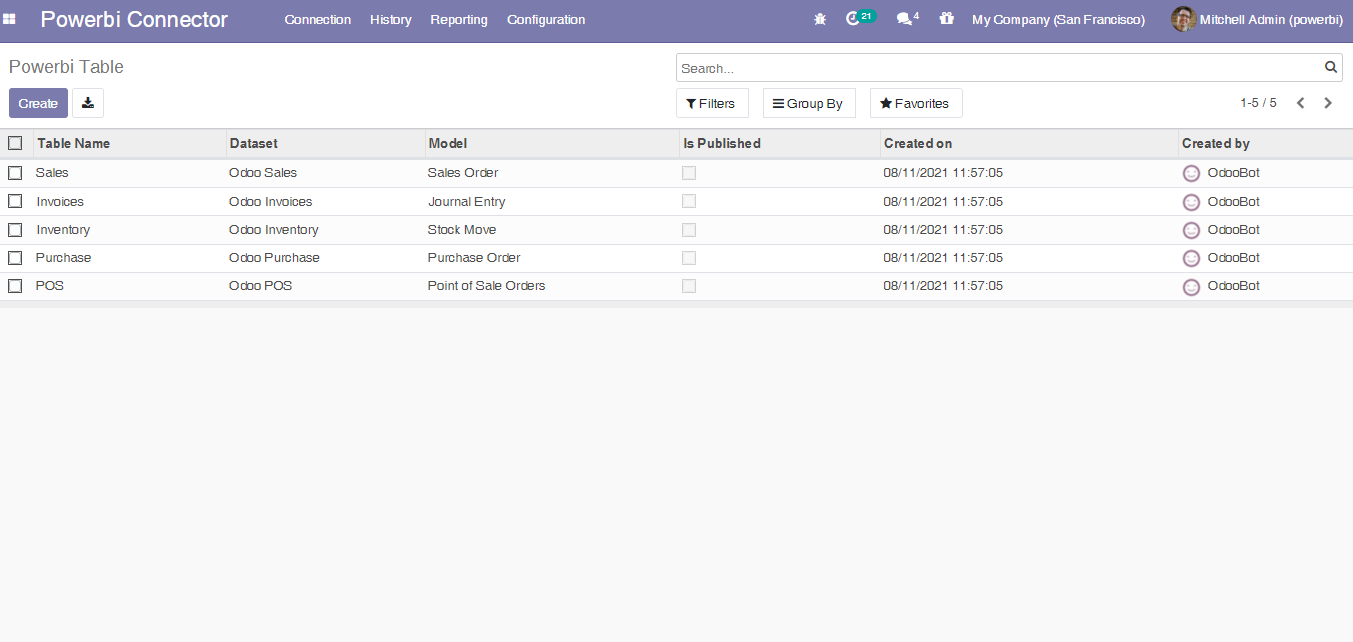 Powerbi Connector Connection History Reporting Configuration 21 4 My Company (San Francisco) Mitchell Admin (powerbi)
Powerbi Table Search...
Create Filters Group By Favorites 1-5 / 5
Table Name Dataset Model Is Published Created on Created by
Sales Odoo Sales Sales Order 08/11/2021 11:57:05 OdooBot
Invoices Odoo Invoices Journal Entry 08/11/2021 11:57:05 OdooBot
Inventory Odoo Inventory Stock Move 08/11/2021 11:57:05 OdooBot
Purchase Odoo Purchase Purchase Order 08/11/2021 11:57:05 OdooBot
POS Odoo POS Point of Sale Orders 08/11/2021 11:57:05 OdooBot